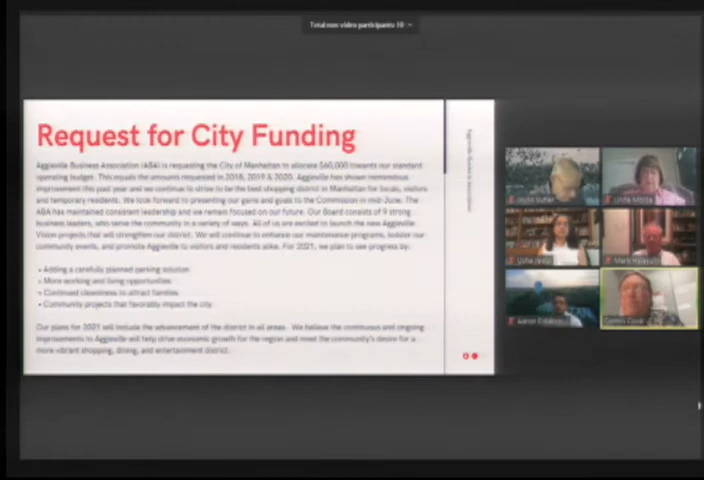 Total non-video participants: 10
Request for City Funding
Aggieville Business Association (ABA) is requesting the City of Manhattan to allocate $60,000 towards our standard
operating budget. This equals the amounts requested in 2018, 2019 & 2020. Aggieville has shown tremendous
improvement this past year and we continue to strive to be the best shopping district in Manhattan for locals, visitors
and temporary residents. We look forward to presenting our gains and goals to the Commission in mid-June. The
ABA has maintained consistent leadership and we remain focused on our future. Our Board consists of 9 strong
business leaders, who serve the community in a variety of ways. All of us are excited to launch the new Aggieville
Vision projects that will strengthen our district. We will continue to enhance our maintenance programs, bolster our
community events, and promote Aggieville to visitors and residents alike. For 2021, we plan to see progress by:
• Adding a carefully planned parking solution
• More working and living opportunities
• Continued cleanliness to attract families
• Community projects that favorably impact the city
Our plans for 2021 will include the advancement of the district in all areas. We believe the continuous and ongoing
improvements to Aggieville will help drive economic growth for the region and meet the community's desire for a
more vibrant shopping, dining, and entertainment district.
Aggieville Business Association
Linda
Aaron
Dennis Cook